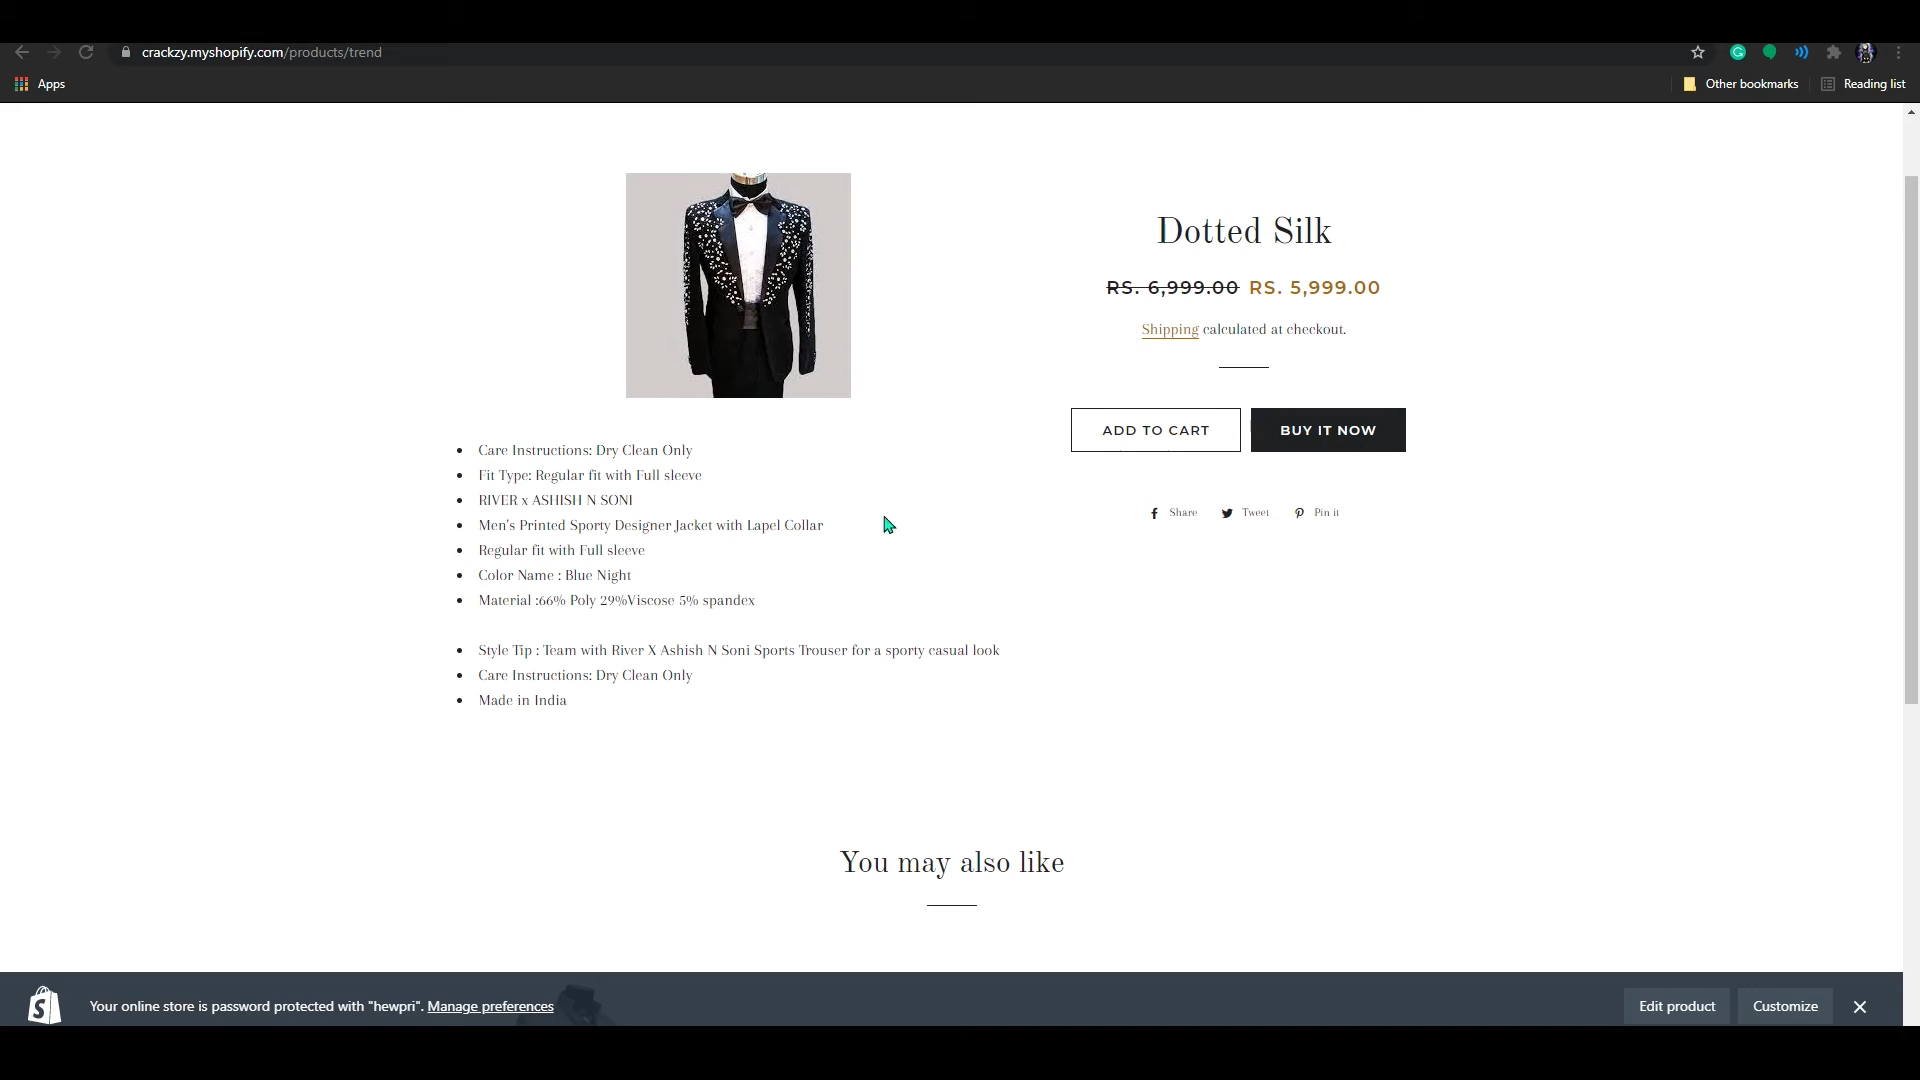 crackzy.myshopify.com/products/trend
Apps
Other bookmarks
Reading list
Dotted Silk
RS. 6,999.00 RS. 5,999.00
Shipping calculated at checkout.
ADD TO CART
BUY IT NOW
Share
Tweet
Pin it
Care Instructions: Dry Clean Only
Fit Type: Regular fit with Full sleeve
RIVER x ASHISH N SONI
Men's Printed Sporty Designer Jacket with Lapel Collar
Regular fit with Full sleeve
Color Name : Blue Night
Material :66% Poly 29%Viscose 5% spandex
Style Tip : Team with River X Ashish N Soni Sports Trouser for a sporty casual look
Care Instructions: Dry Clean Only
Made in India
You may also like
Your online store is password protected with "hewpri". Manage preferences
Edit product
Customize